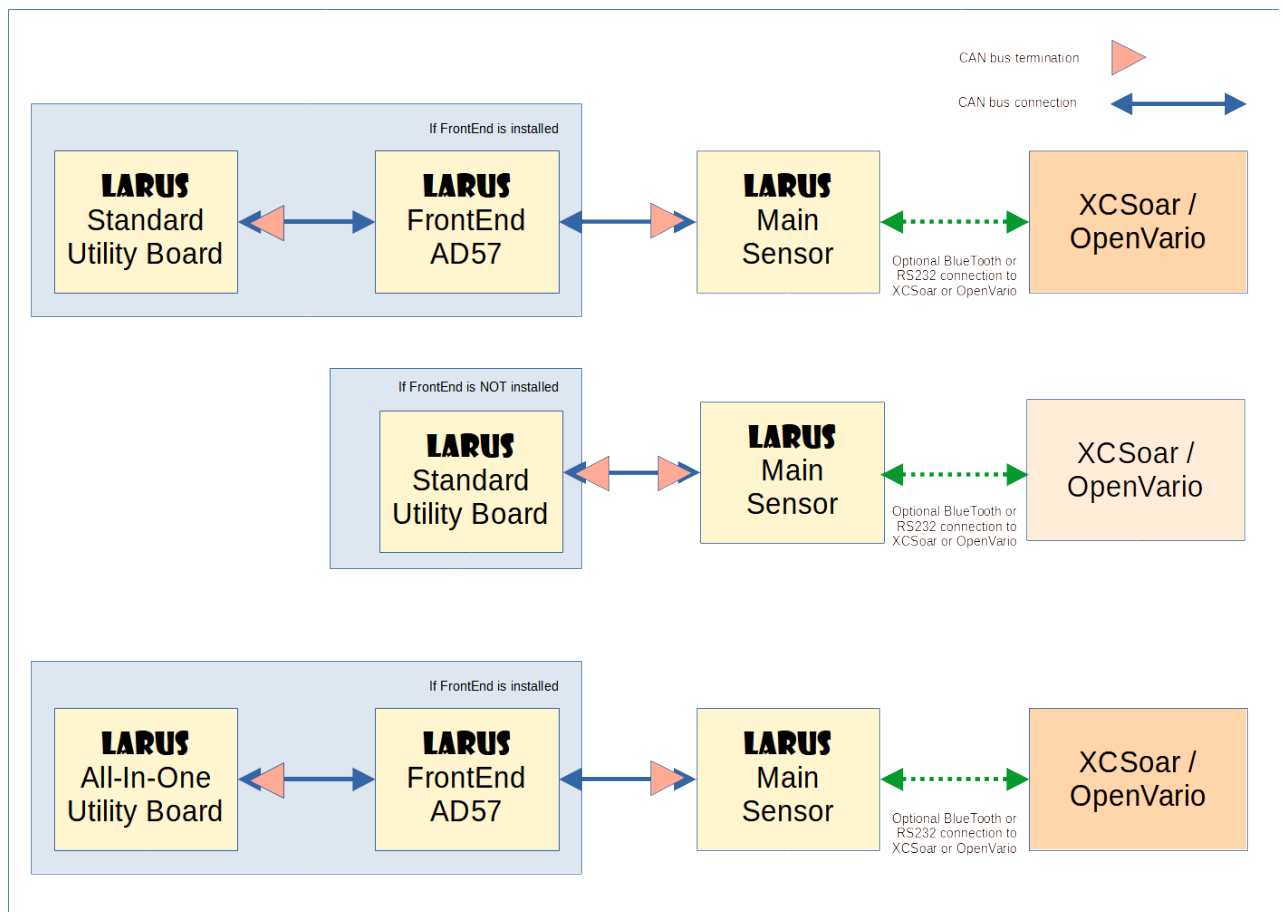 CAN bus termination
CAN bus connection
If FrontEnd is installed
LARUS
Standard
Utility Board
LARUS
FrontEnd
AD57
LARUS
Main
Sensor
Optional BlueTooth or
RS232 connection to
XCSoar or OpenVario
XCSoar /
OpenVario
If FrontEnd is NOT installed
LARUS
Standard
Utility Board
LARUS
Main
Sensor
Optional BlueTooth or
RS232 connection to
XCSoar or OpenVario
XCSoar /
OpenVario
If FrontEnd is installed
LARUS
All-In-One
Utility Board
LARUS
FrontEnd
AD57
LARUS
Main
Sensor
Optional BlueTooth or
RS232 connection to
XCSoar or OpenVario
XCSoar /
OpenVario